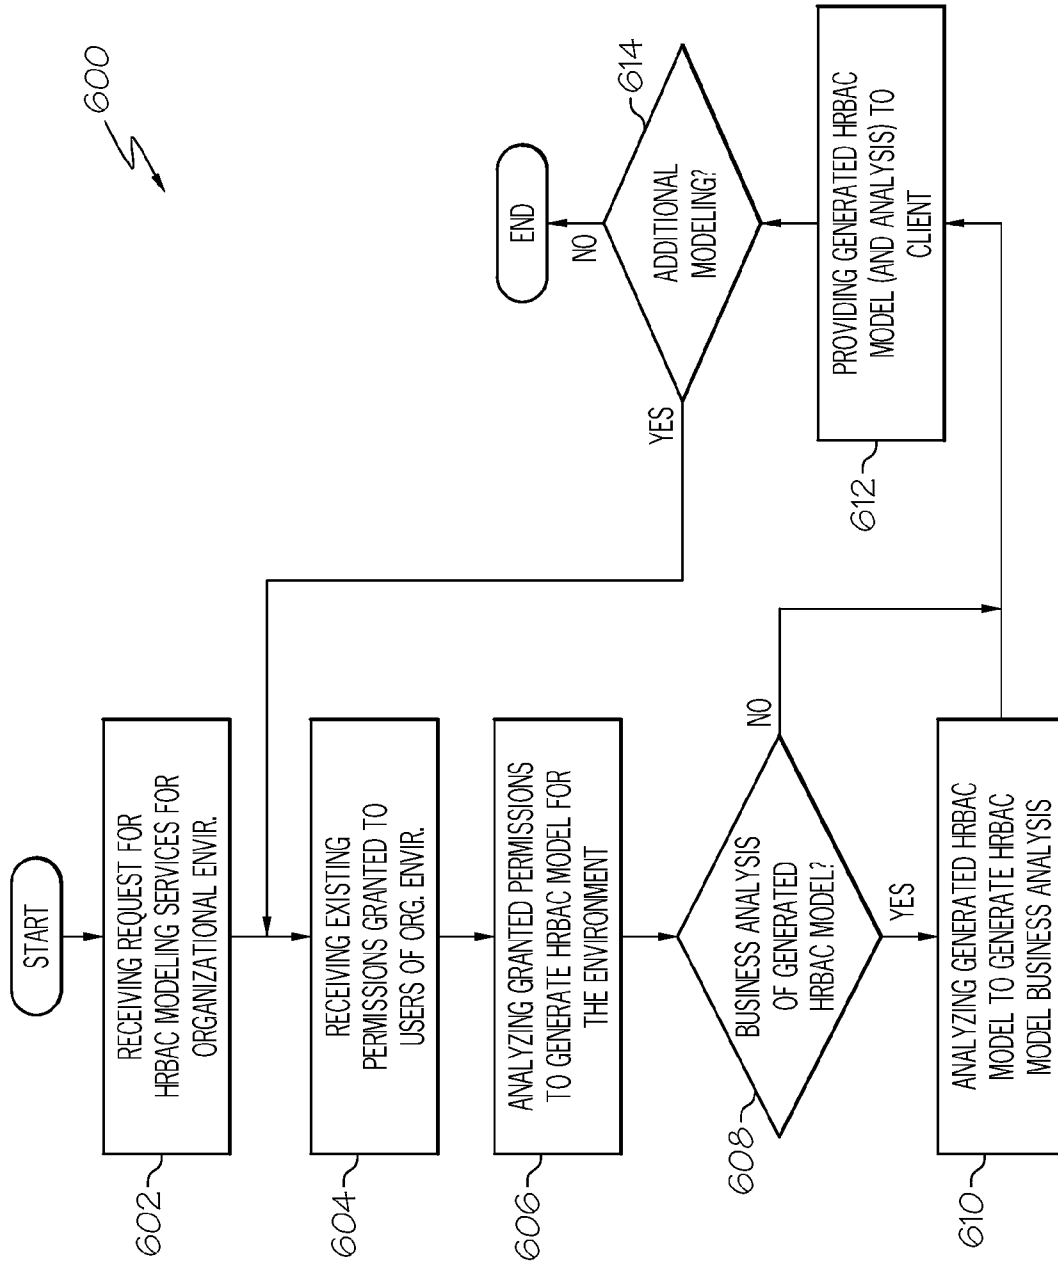 600
START
RECEIVING REQUEST FOR
HRBAC MODELING SERVICES FOR
ORGANIZATIONAL ENVIR.
602
RECEIVING EXISTING
PERMISSIONS GRANTED TO
USERS OF ORG. ENVIR.
604
ANALYZING GRANTED PERMISSIONS
TO GENERATE HRBAC MODEL FOR
THE ENVIRONMENT
606
BUSINESS ANALYSIS
OF GENERATED
HRBAC MODEL?
608
NO
YES
ANALYZING GENERATED HRBAC
MODEL TO GENERATE HRBAC
MODEL BUSINESS ANALYSIS
610
PROVIDING GENERATED HRBAC
MODEL (AND ANALYSIS) TO
CLIENT
612
ADDITIONAL
MODELING?
614
YES
NO
END